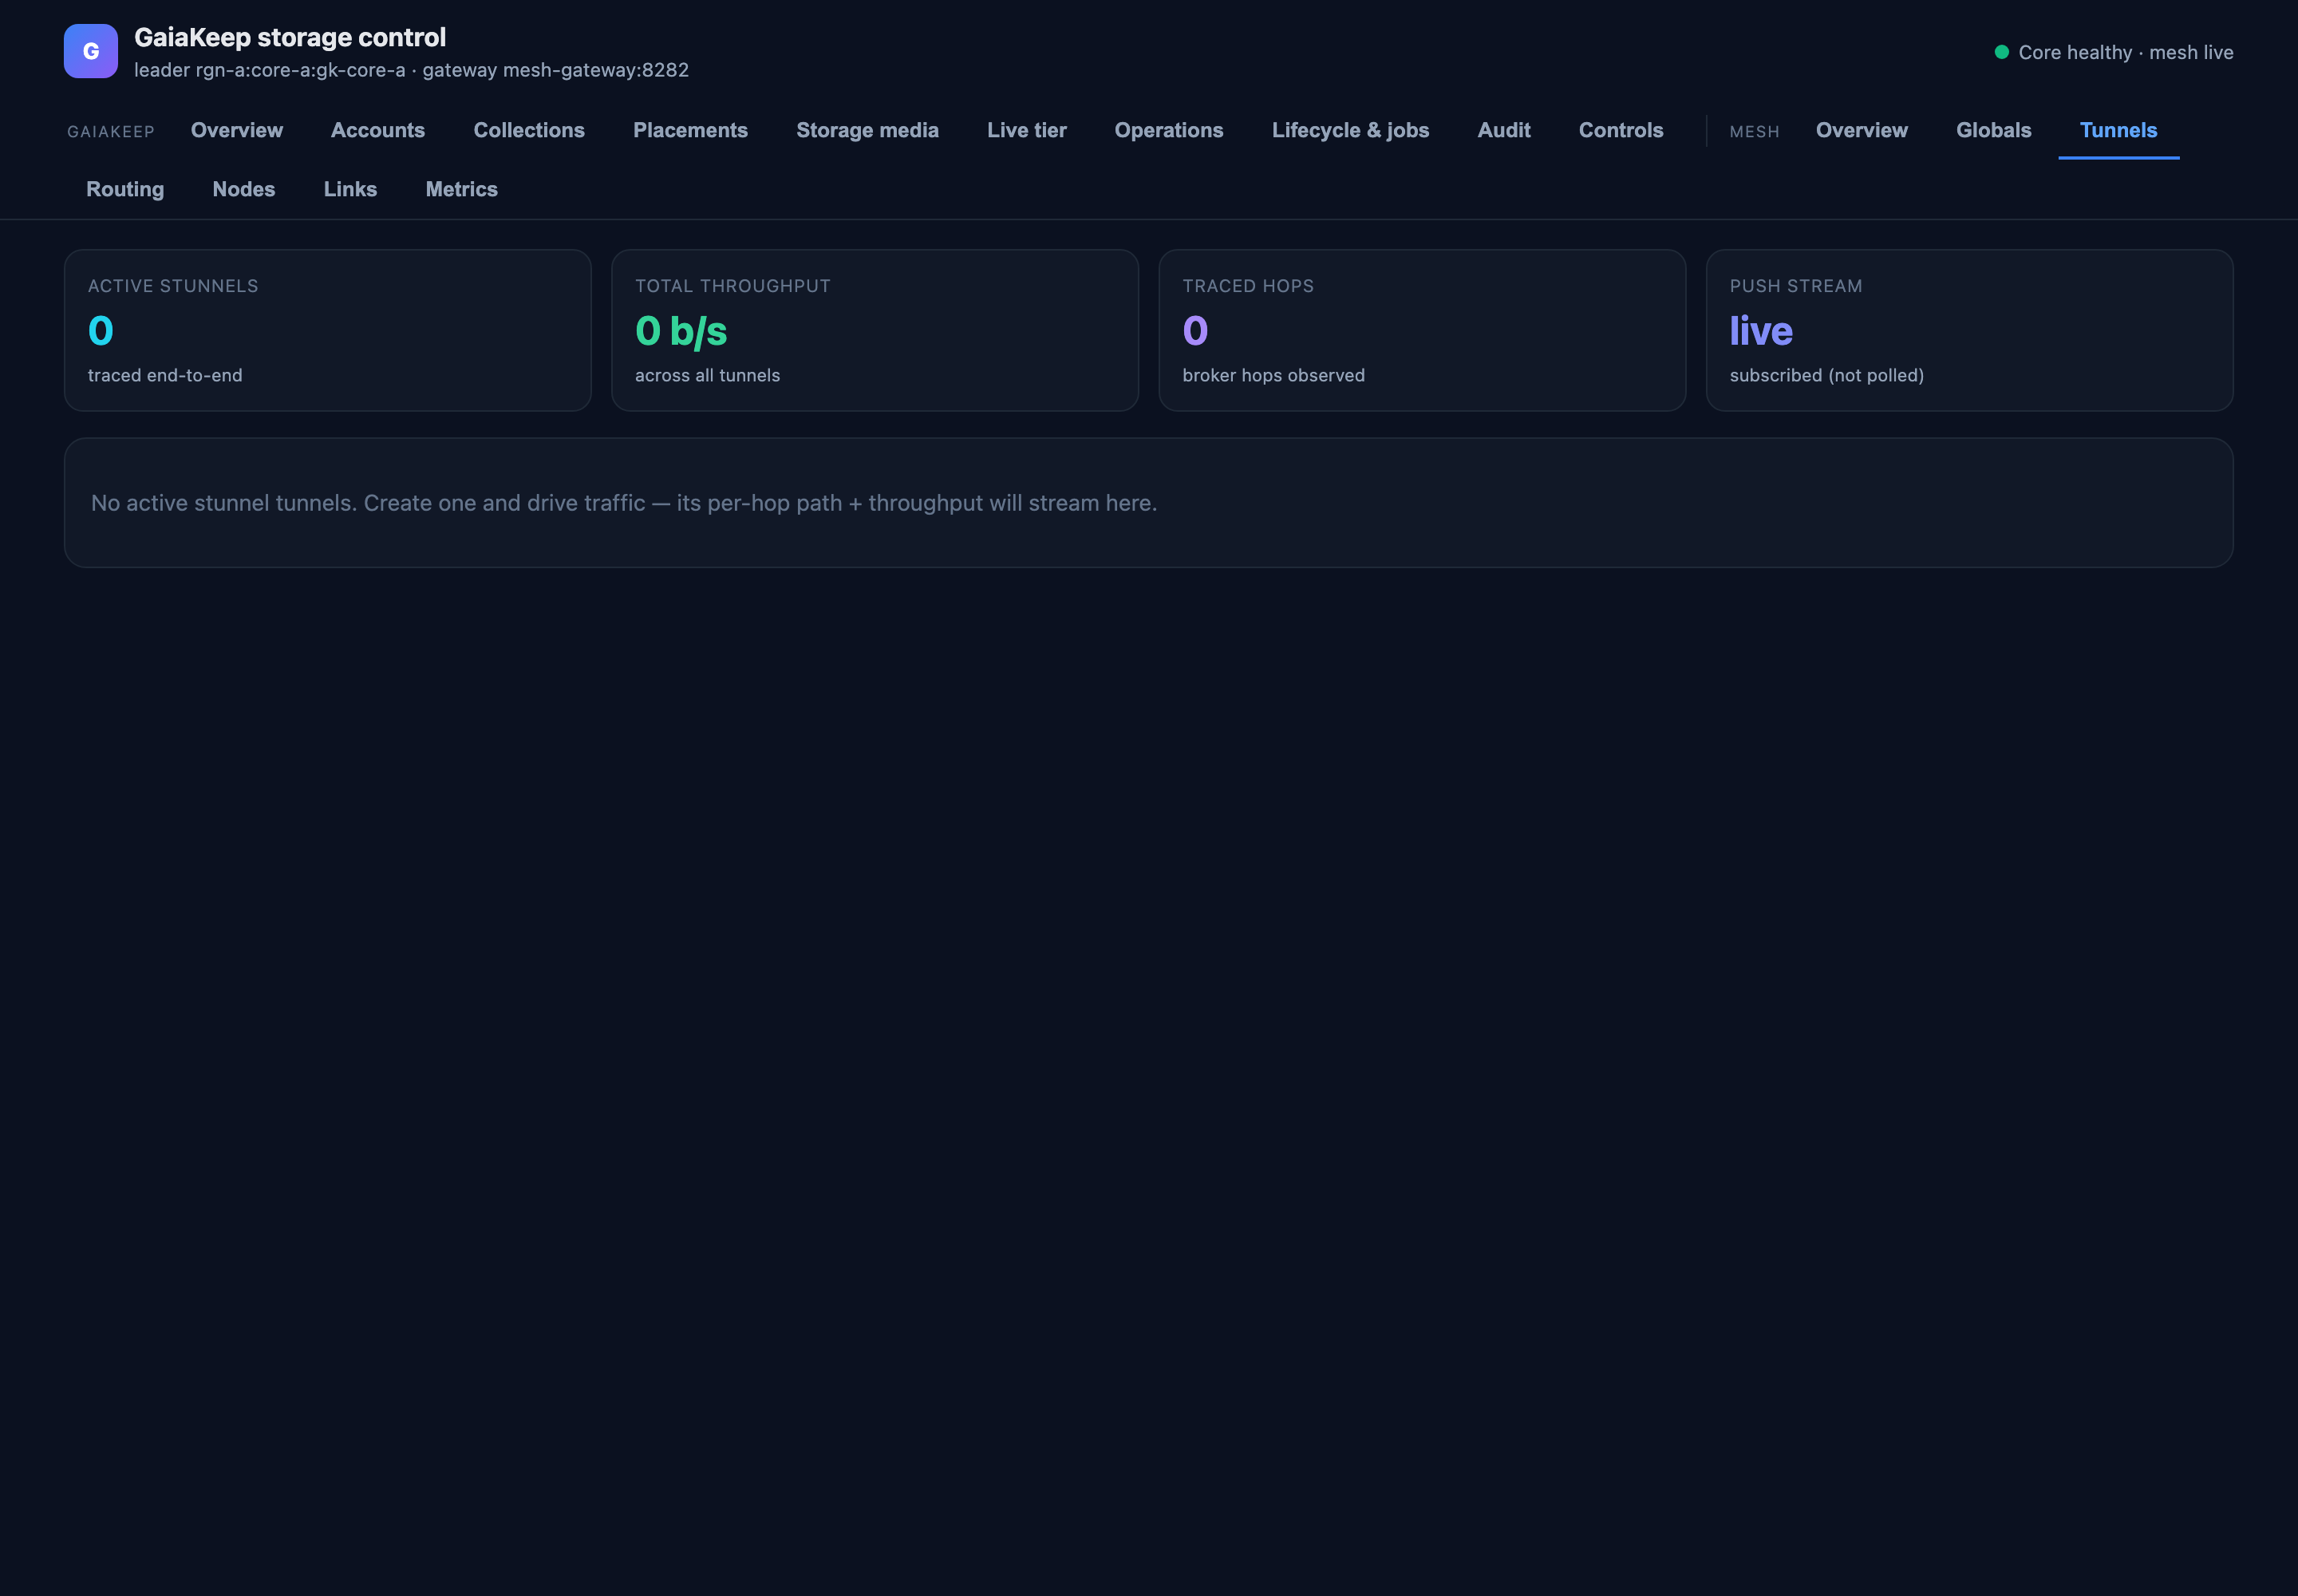 G
GaiaKeep storage control
leader rgn-a:core-a:gk-core-a · gateway mesh-gateway:8282
Core healthy · mesh live
GAIAKEEP Overview Accounts Collections Placements Storage media Live tier Operations Lifecycle & jobs Audit Controls MESH Overview Globals Tunnels
Routing Nodes Links Metrics
ACTIVE STUNNELS
0
traced end-to-end
TOTAL THROUGHPUT
0 b/s
across all tunnels
TRACED HOPS
0
broker hops observed
PUSH STREAM
live
subscribed (not polled)
No active stunnel tunnels. Create one and drive traffic — its per-hop path + throughput will stream here.